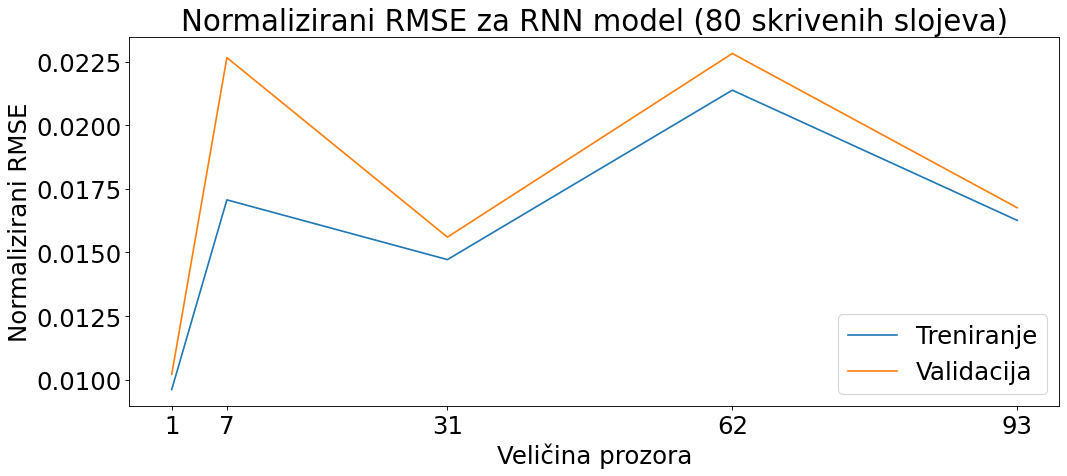 Normalizirani RMSE za RNN model (80 skrivenih slojeva)
Normalizirani RMSE
0.0225
0.0200
0.0175
0.0150
0.0125
0.0100
Treniranje
Validacija
1 7 31 62 93
Veličina prozora